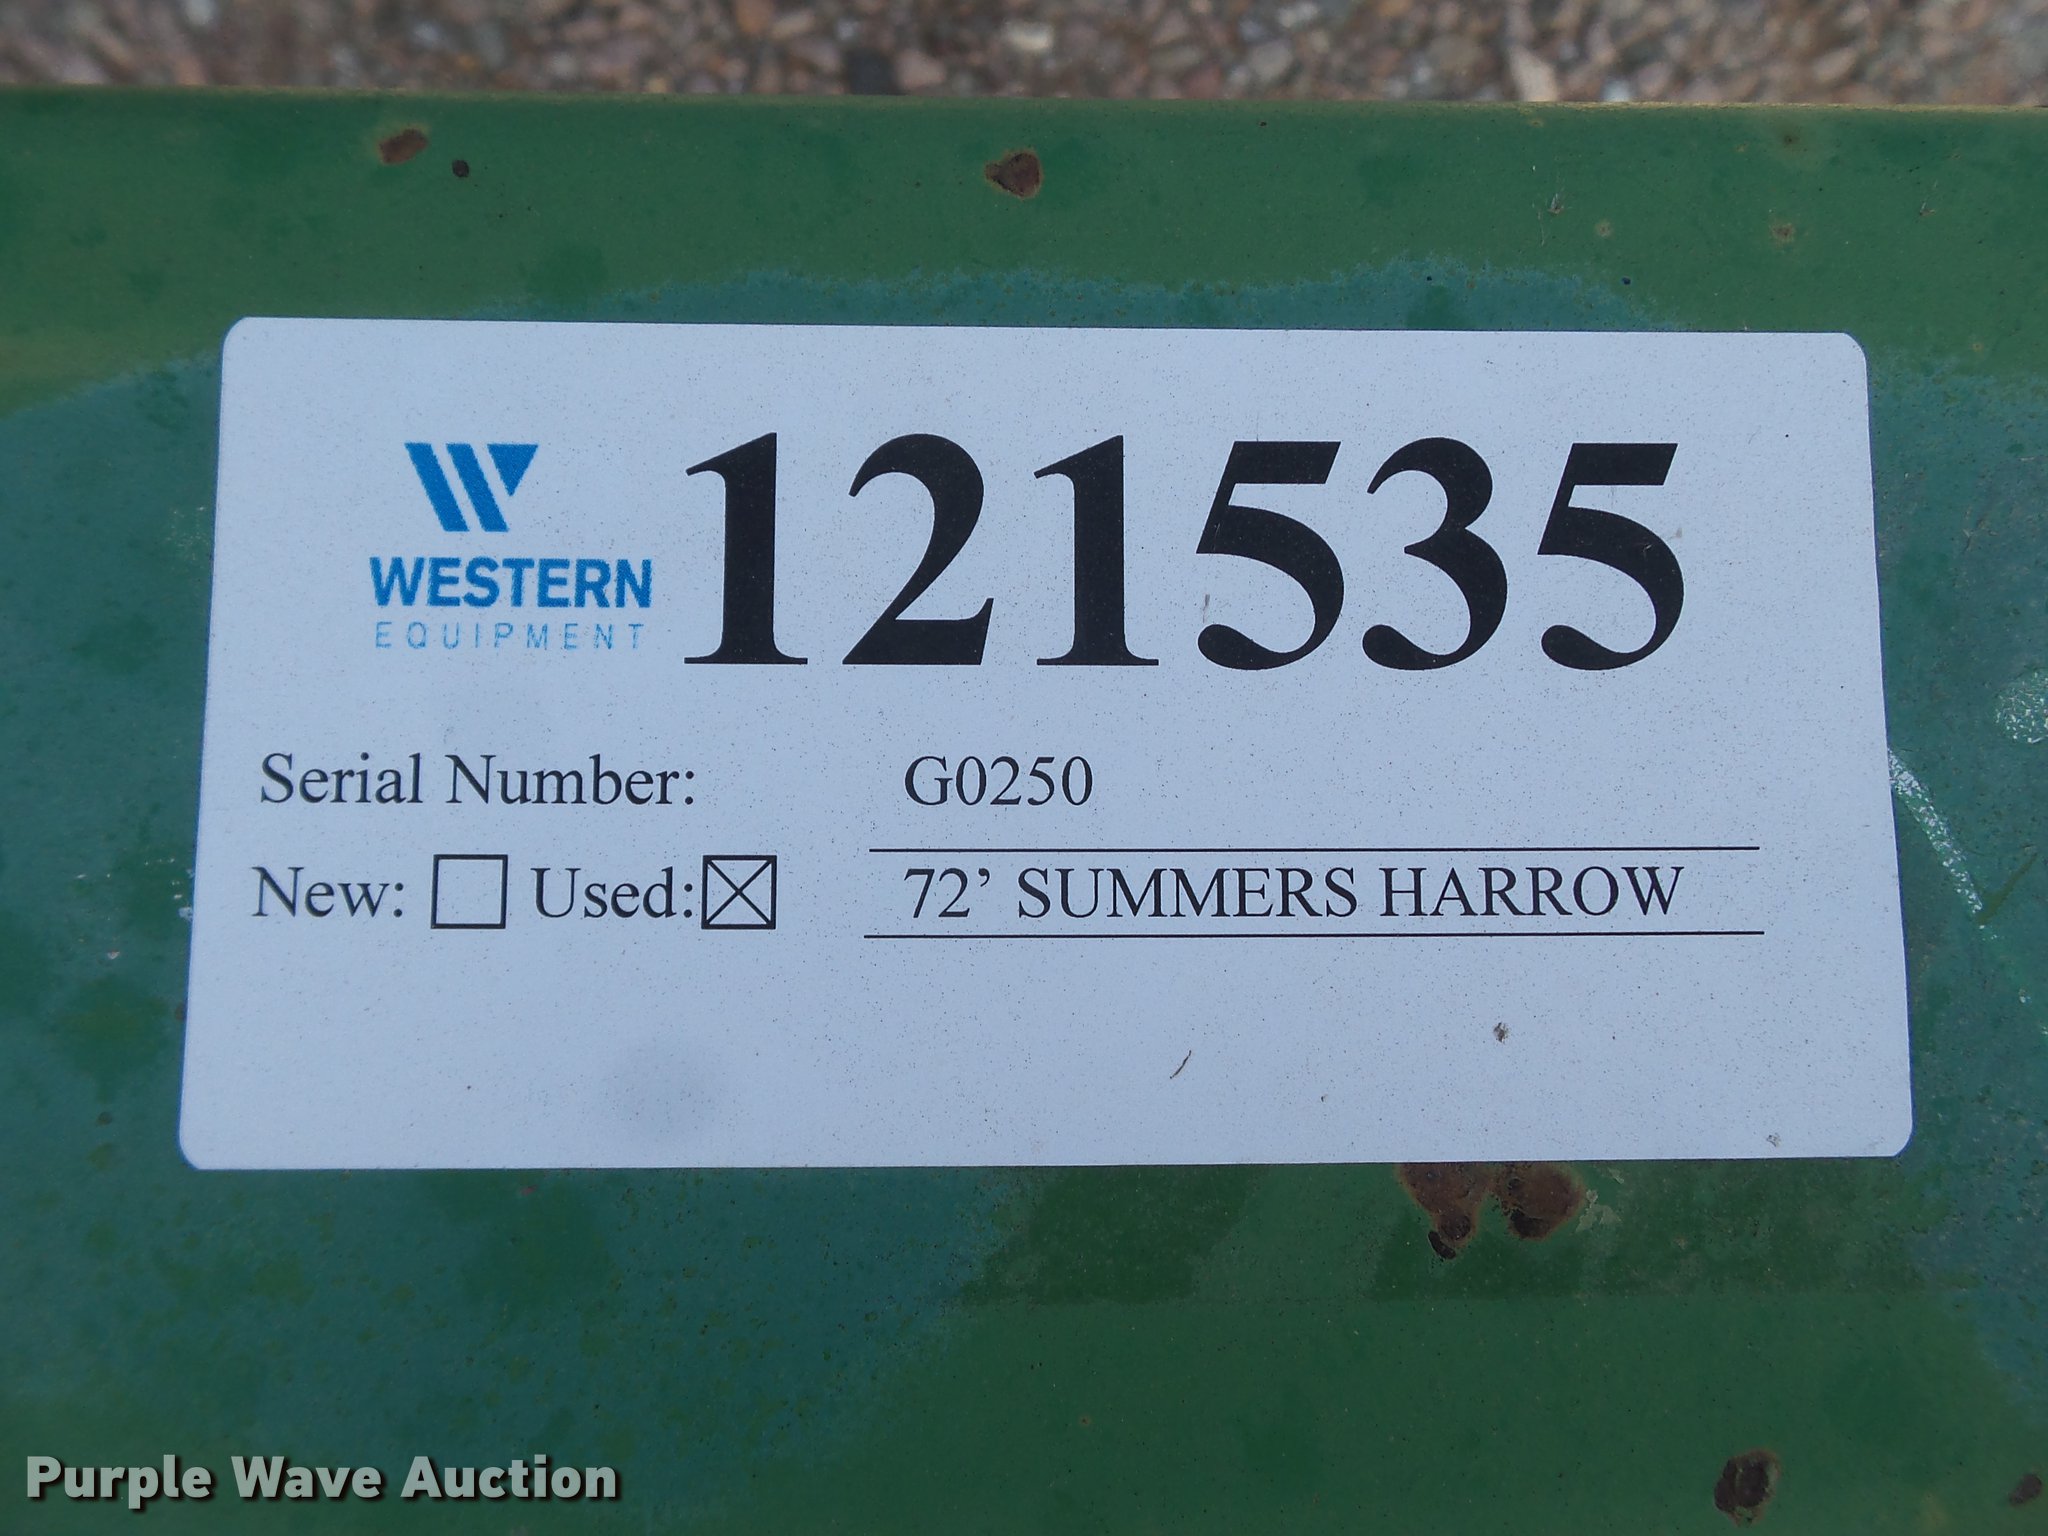 121535
WESTERN
EQUIPMENT
Serial Number: G0250
New: Used: 72’ SUMMERS HARROW
Purple Wave Auction